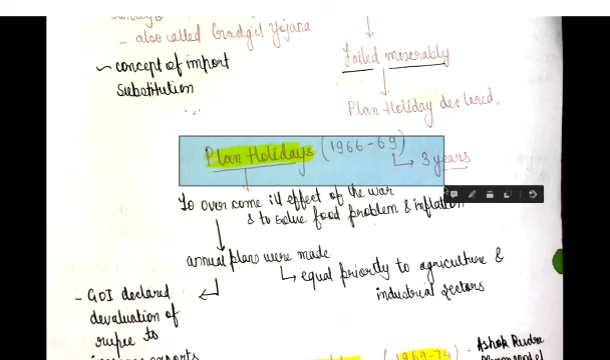 - also called Gadgil Yojana
~ concept of import
substitution
Failed miserably
Plan Holiday declared.
Plan Holidays (1966-69)
3 years
To over come ill effect of the war
& to solve food problem & inflation
annual plans were made
equal priority to agriculture &
industrial sectors
- GOI declared
devaluation of
rupee to
(1969-74)
- Ashok Rudra